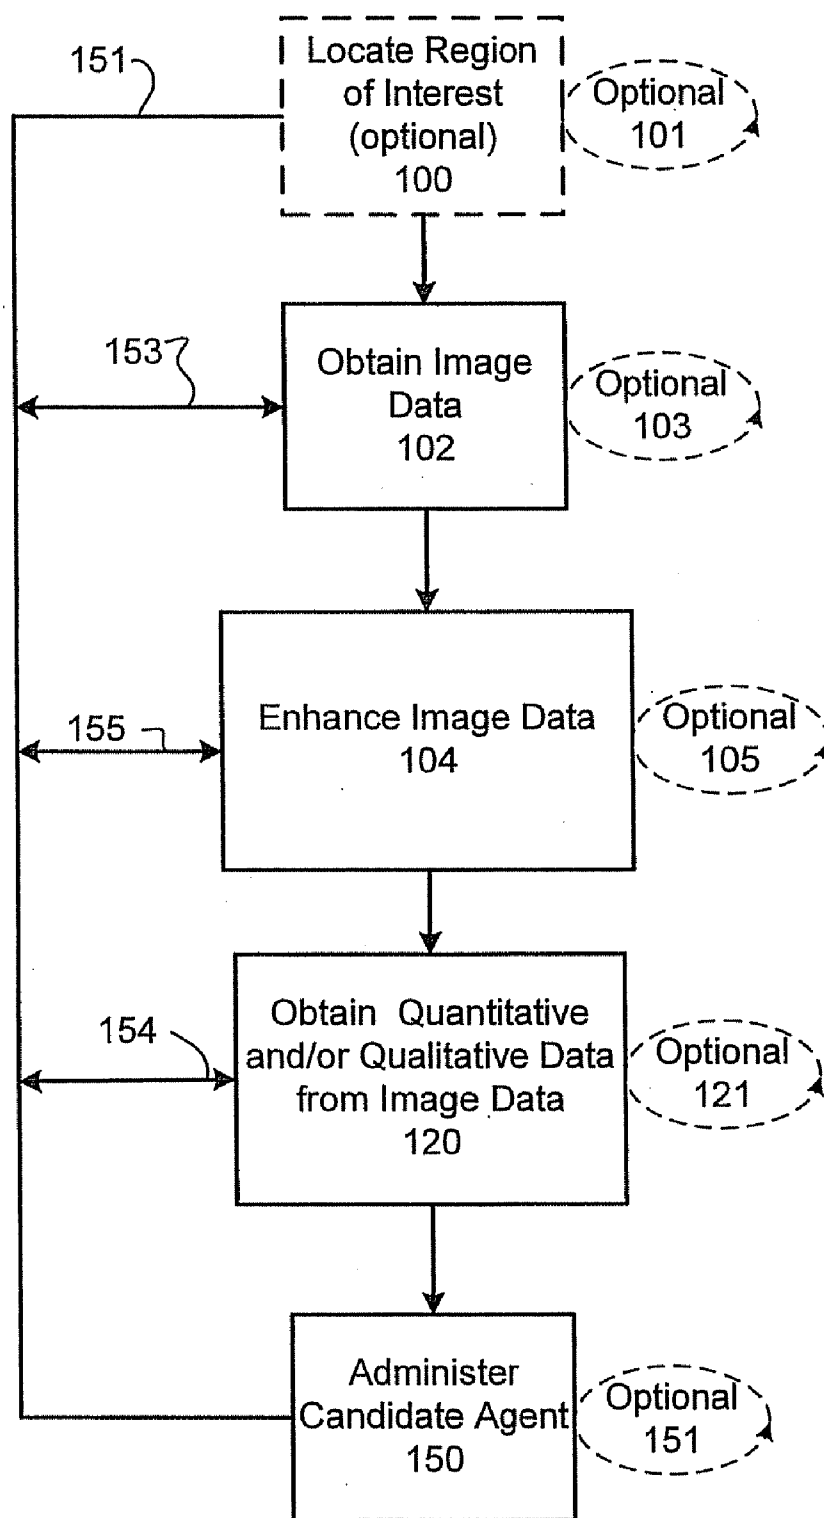 151
Locate Region
of Interest
(optional)
100
Optional
101
153
Obtain Image
Data
102
Optional
103
155
Enhance Image Data
104
Optional
105
154
Obtain Quantitative
and/or Qualitative Data
from Image Data
120
Optional
121
Administer
Candidate Agent
150
Optional
151